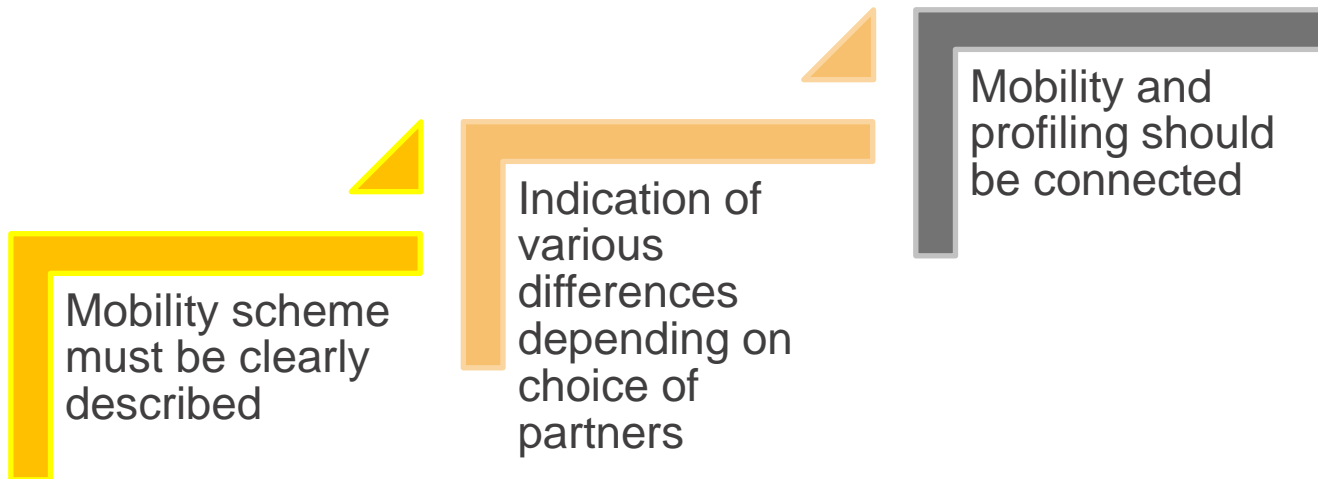 Mobility scheme
must be clearly
described
Indication of
various
differences
depending on
choice of
partners
Mobility and
profiling should
be connected